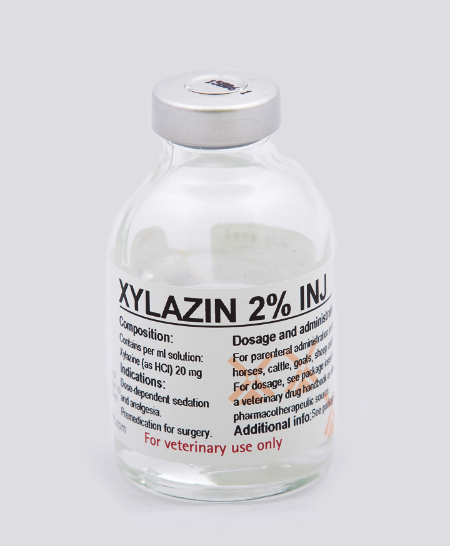 XYLAZIN 2% INJ
Composition:
Contains per ml solution:
Xylazine (as HCl) 20 mg
Indications:
Dose-dependent sedation
and analgesia.
Premedication for surgery.
Dosage and administra
For parenteral administration
horses, cattle, goats, sheep
For dosage, see package
a veterinary drug handbook
pharmacotherapeutic source
Additional info: See
For veterinary use only